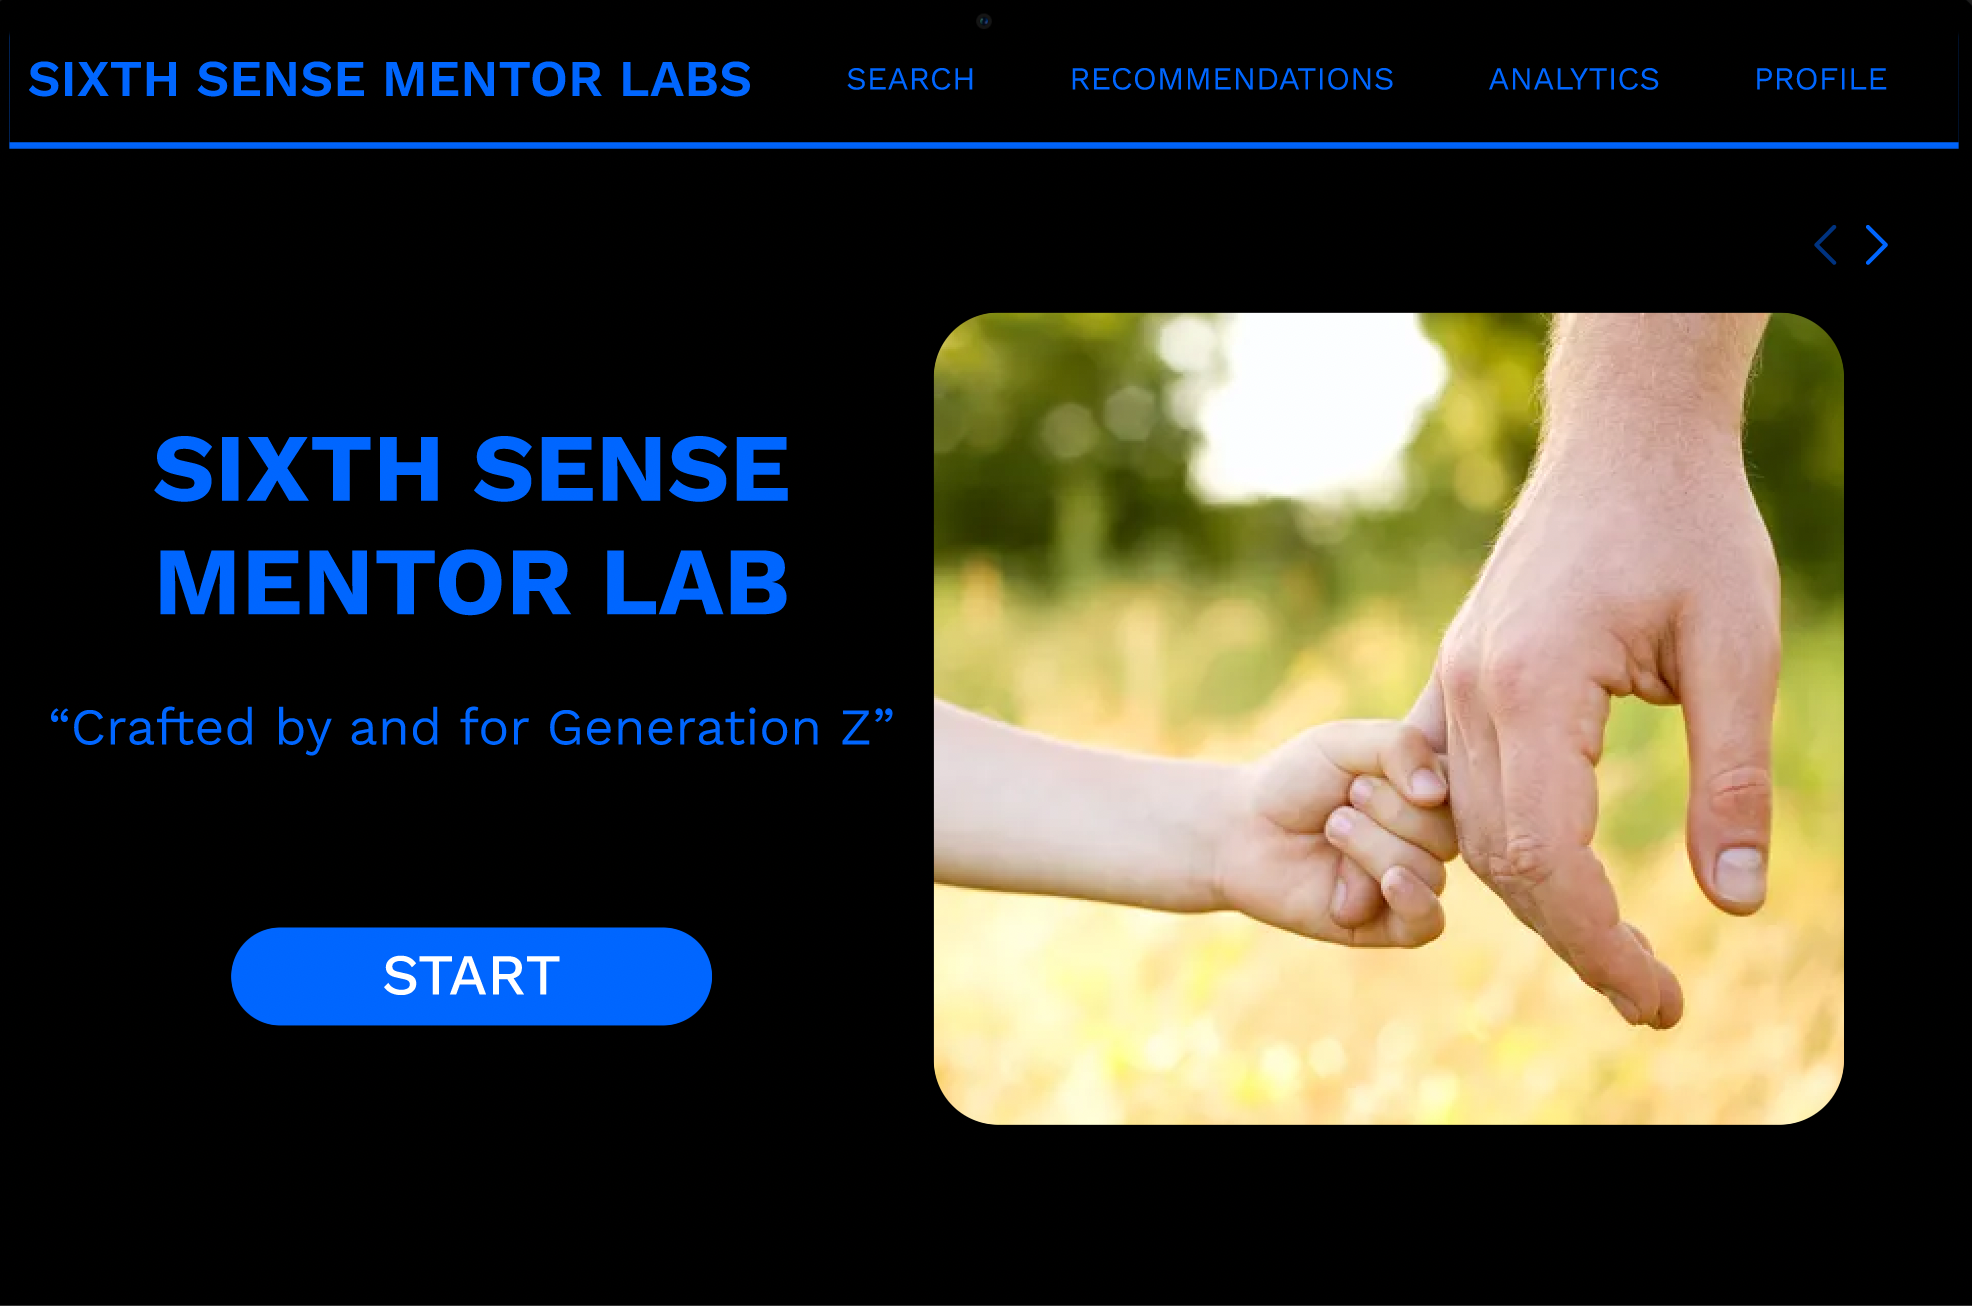 SIXTH SENSE MENTOR LABS
SEARCH
RECOMMENDATIONS
ANALYTICS
PROFILE
SIXTH SENSE
MENTOR LAB
“Crafted by and for Generation Z”
START